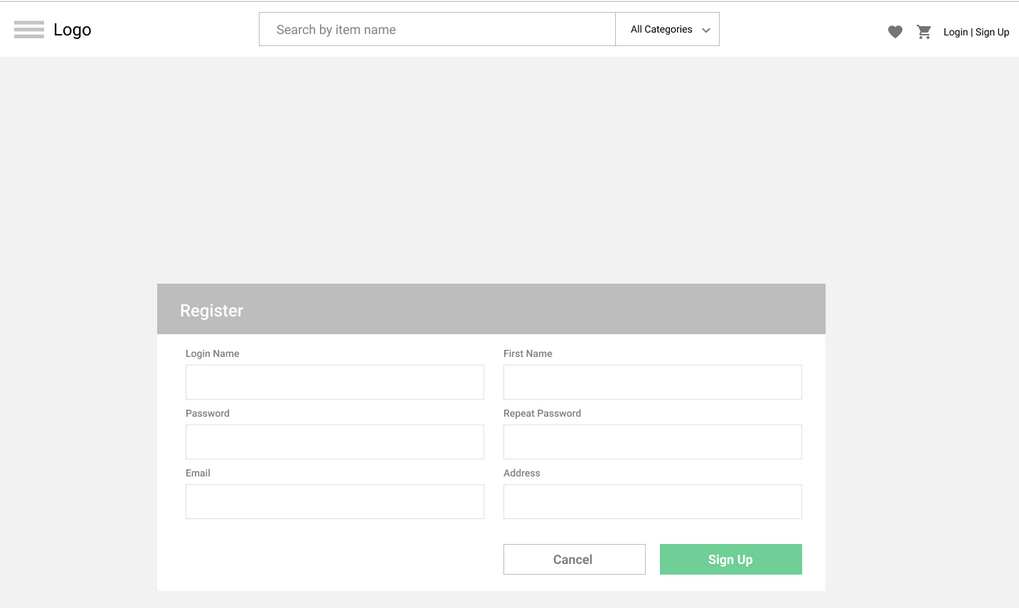 Logo
Search by item name
All Categories
Login | Sign Up
Register
Login Name
First Name
Password
Repeat Password
Email
Address
Cancel
Sign Up